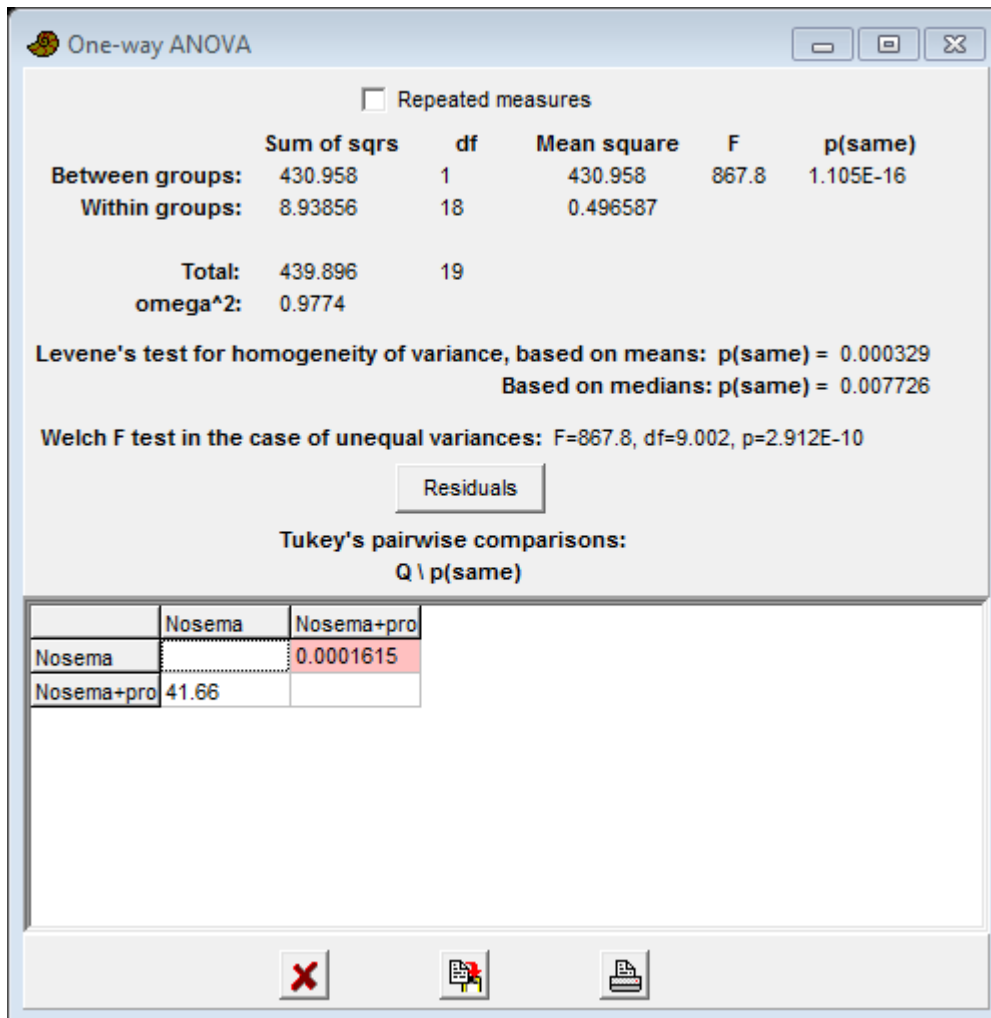 One-way ANOVA
Repeated measures
Sum of sqrs df Mean square F p(same)
Between groups: 430.958 1 430.958 867.8 1.105E-16
Within groups: 8.93856 18 0.496587
Total: 439.896 19
omega^2: 0.9774
Levene's test for homogeneity of variance, based on means: p(same) = 0.000329
Based on medians: p(same) = 0.007726
Welch F test in the case of unequal variances: F=867.8, df=9.002, p=2.912E-10
Residuals
Tukey's pairwise comparisons:
Q \ p(same)
Nosema Nosema+pro
Nosema 0.0001615
Nosema+pro 41.66